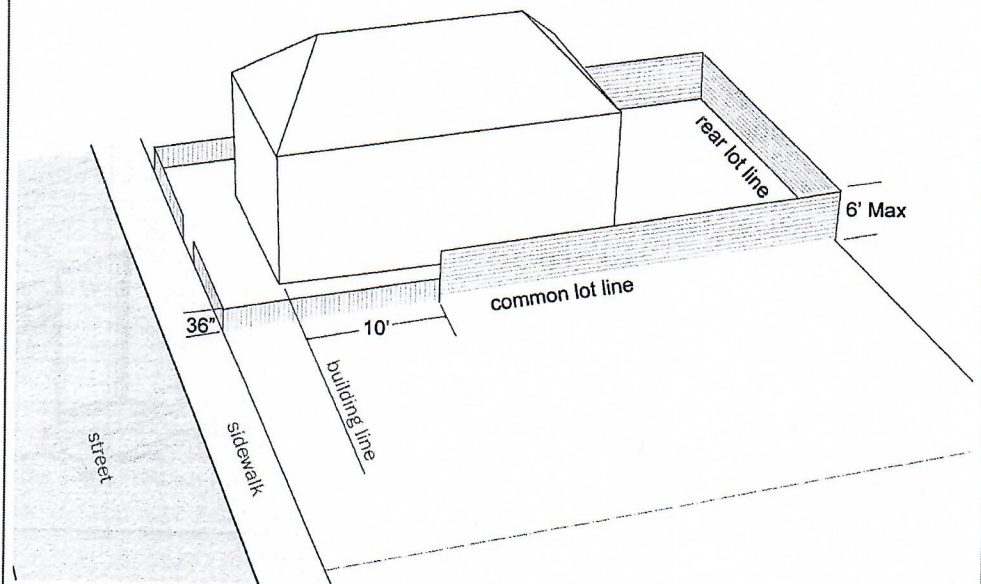 rear lot line
6' Max
common lot line
36"
10'
building line
sidewalk
street